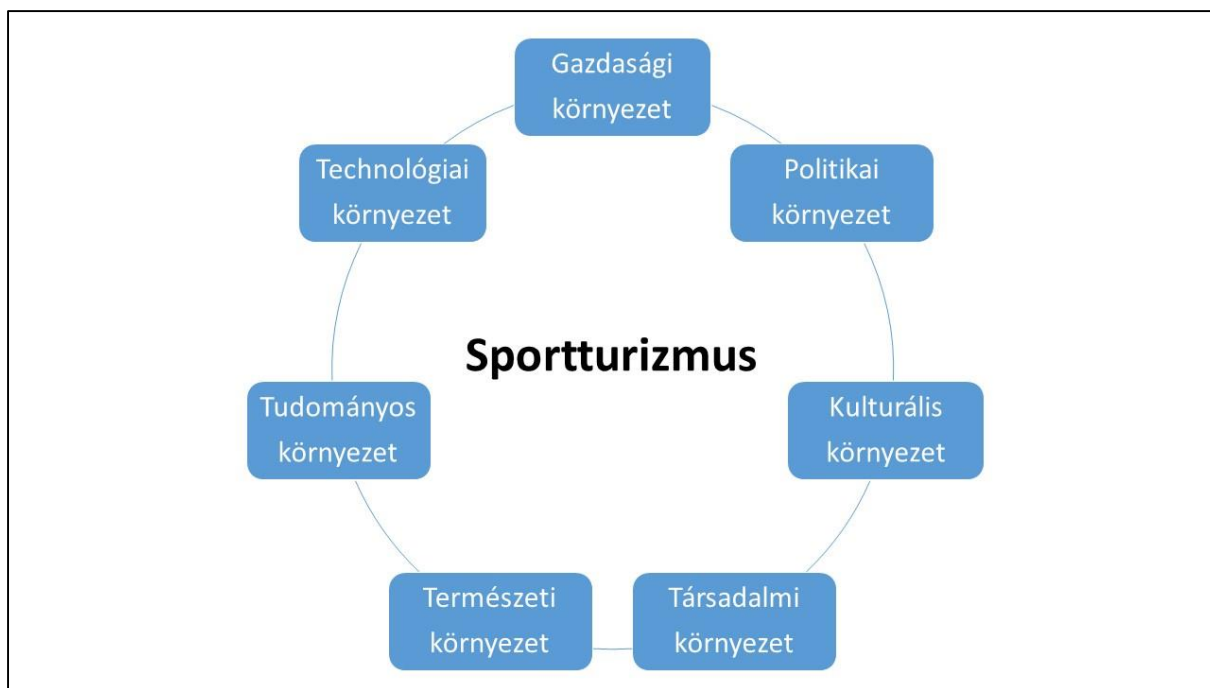 Gazdasági
környezet
Technológiai
környezet
Politikai
környezet
Sportturizmus
Tudományos
környezet
Kulturális
környezet
Természeti
környezet
Társadalmi
környezet